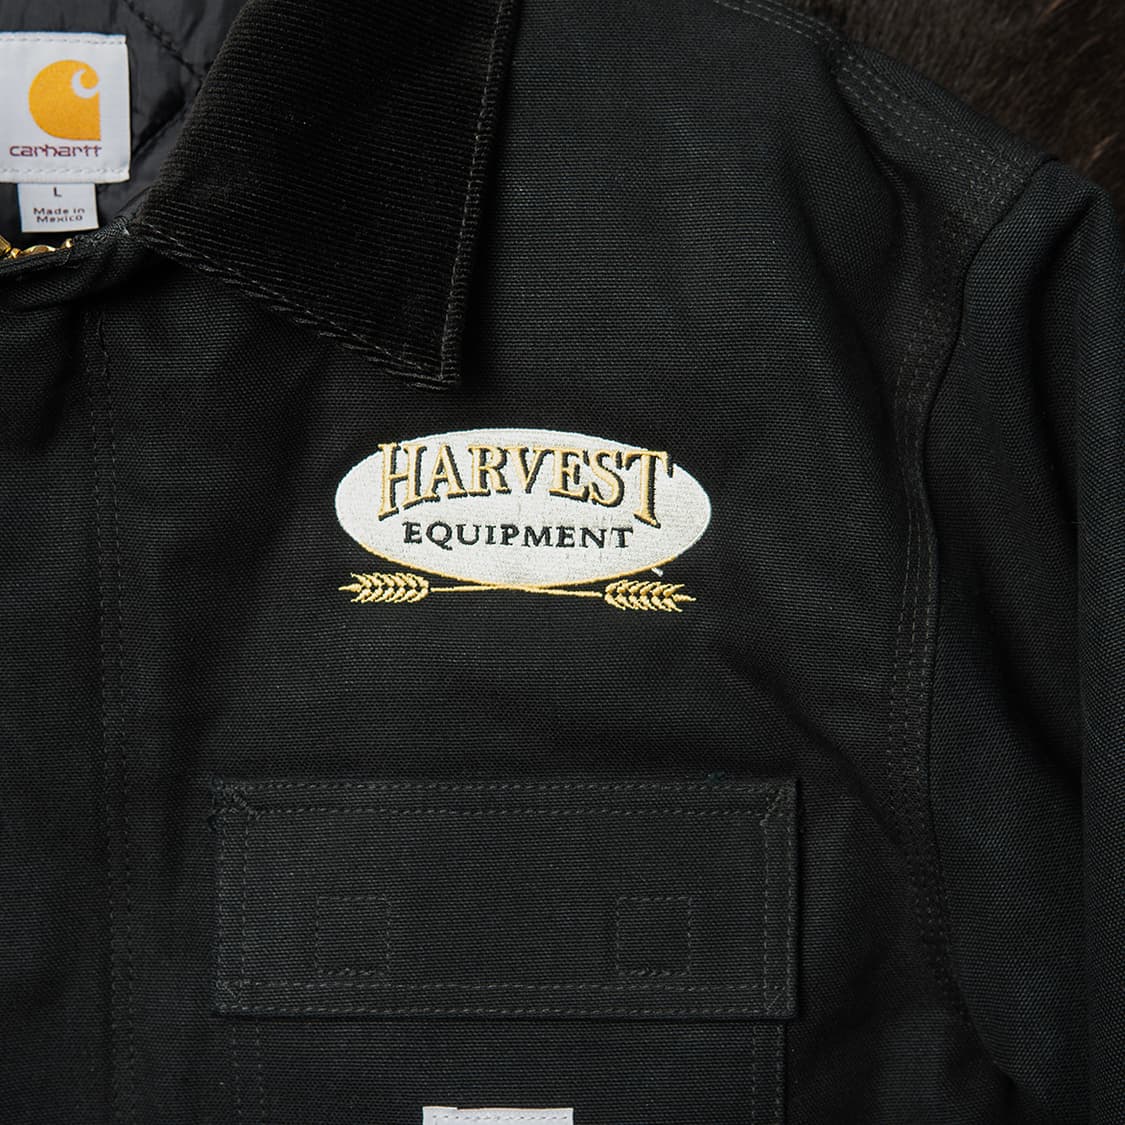 carhartt
L
Made in
Mexico
HARVEST
EQUIPMENT